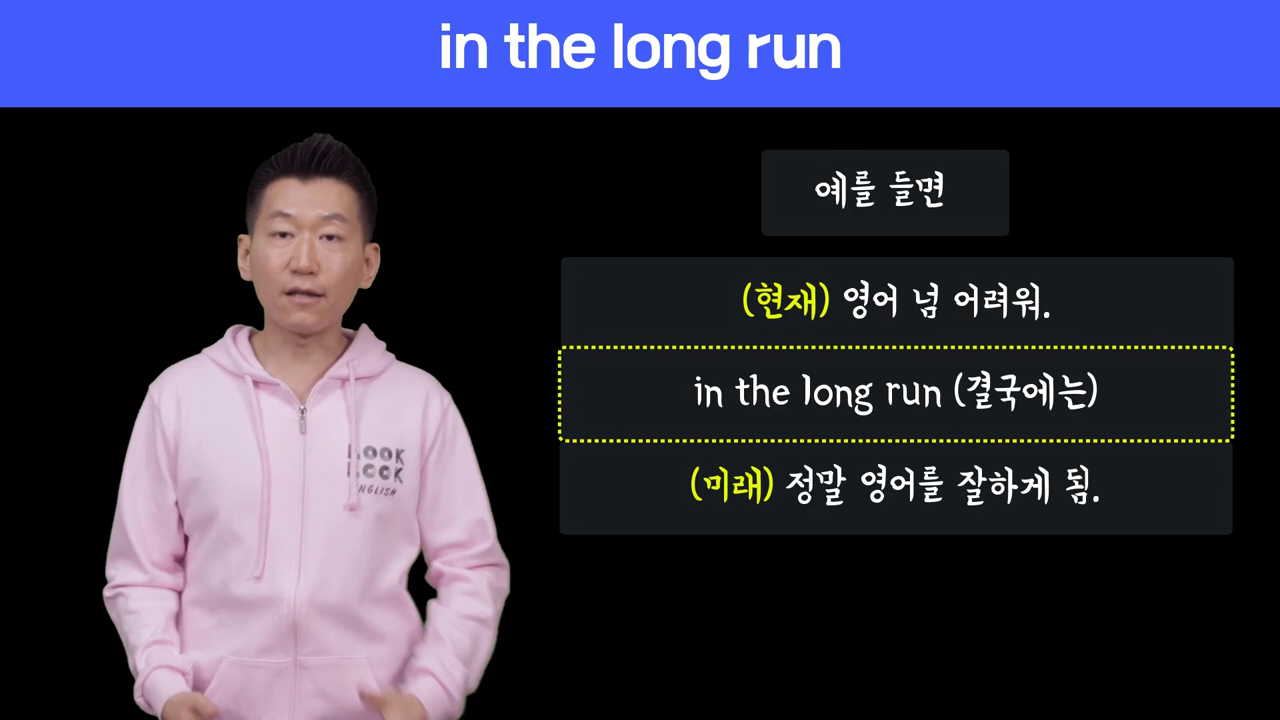 in the long run
예를 들면
(현재) 영어 넘 어려워.
in the long run (결국에는)
(미래) 정말 영어를 잘하게 됨.
LOOK
LOOK
ENGLISH